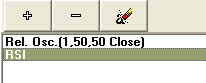 Rel. Osc.(1,50,50 Close)
RSI